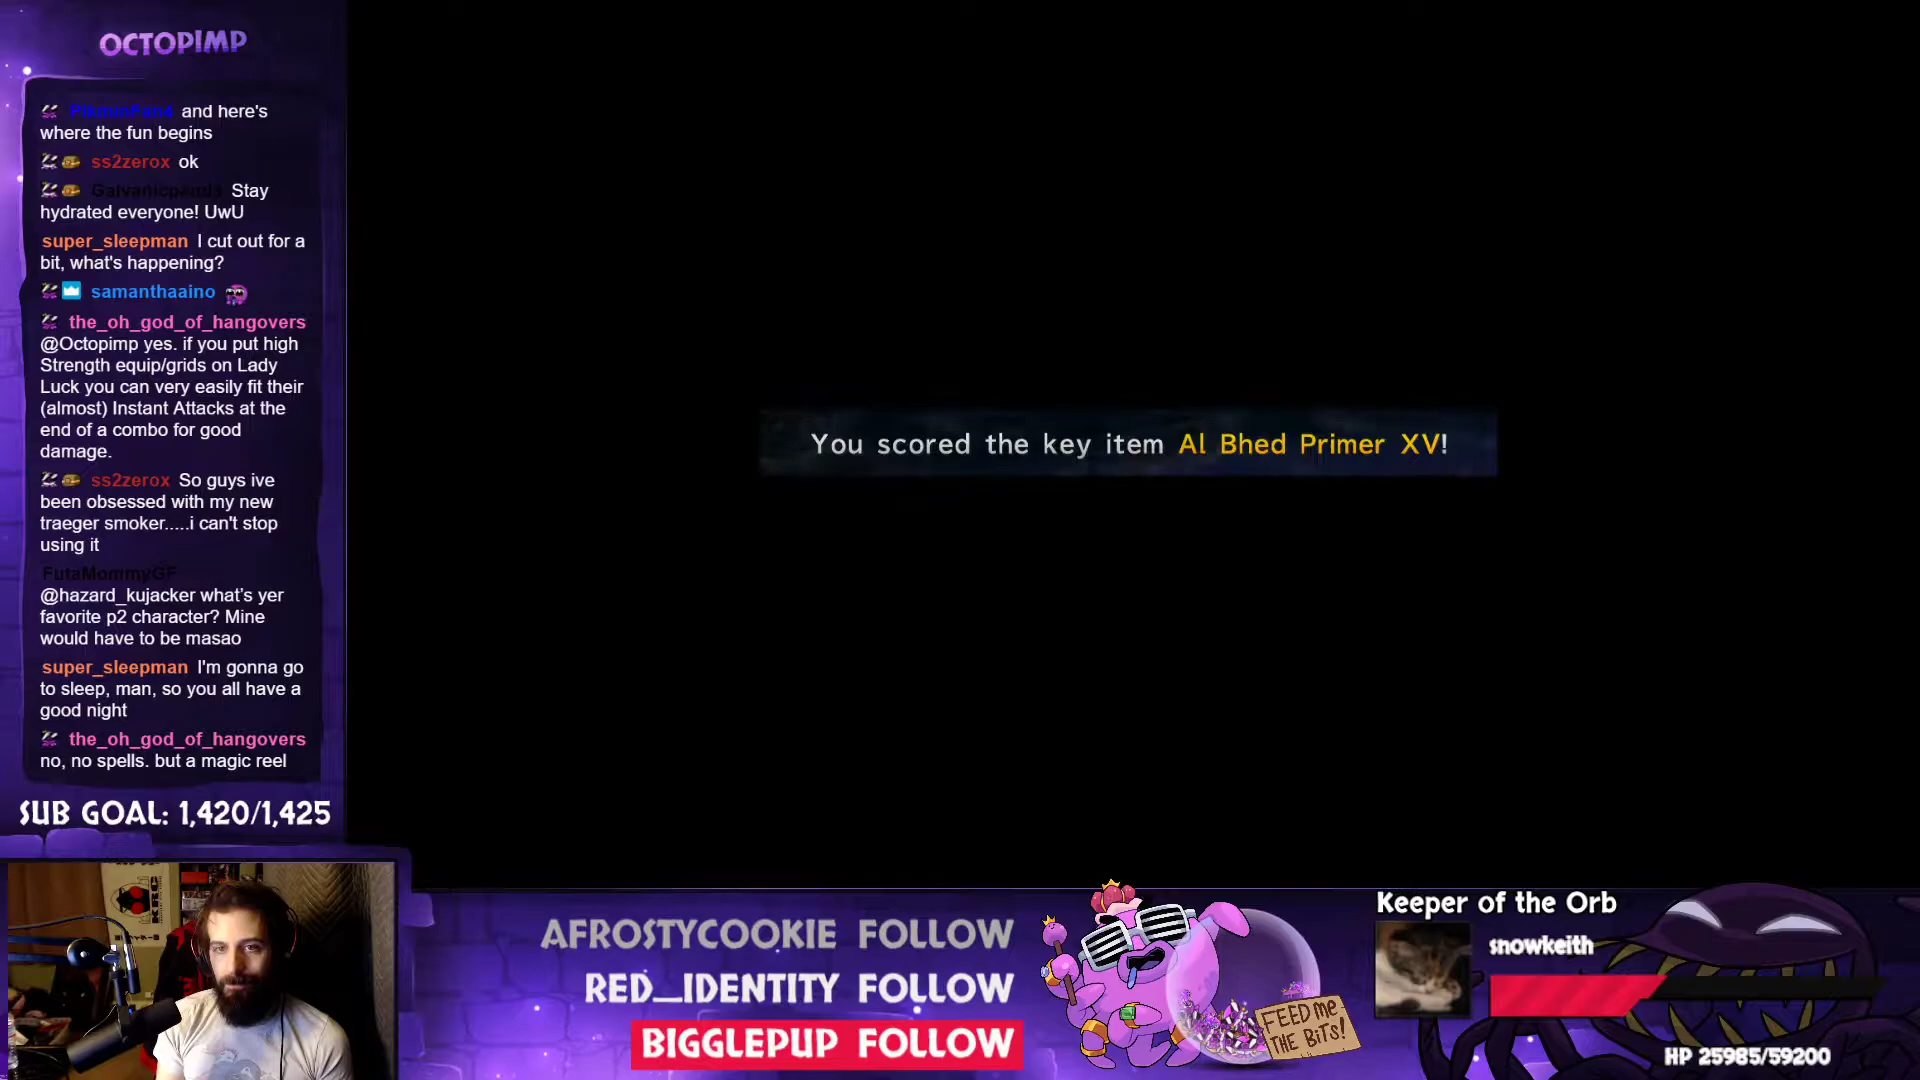 OCTOPIMP
PikminFan4 and here's
where the fun begins
ss2zerox ok
Stay
hydrated everyone! UwU
super_sleepman I cut out for a
bit, what's happening?
samanthaaino
the_oh_god_of_hangovers
@Octopimp yes. if you put high
Strength equip/grids on Lady
Luck you can very easily fit their
(almost) Instant Attacks at the
end of a combo for good
damage.
ss2zerox So guys ive
been obsessed with my new
traeger smoker.....i can't stop
using it
FutaMommyGF
@hazard_kujacker what's yer
favorite p2 character? Mine
would have to be masao
super_sleepman I'm gonna go
to sleep, man, so you all have a
good night
the_oh_god_of_hangovers
no, no spells. but a magic reel
SUB GOAL: 1,420/1,425
You scored the key item Al Bhed Primer XV!
AFROSTYCOOKIE FOLLOW
RED_IDENTITY FOLLOW
BIGGLEPUP FOLLOW
FEED ME
THE BITS!
Keeper of the Orb
snowkeith
HP 25985/59200